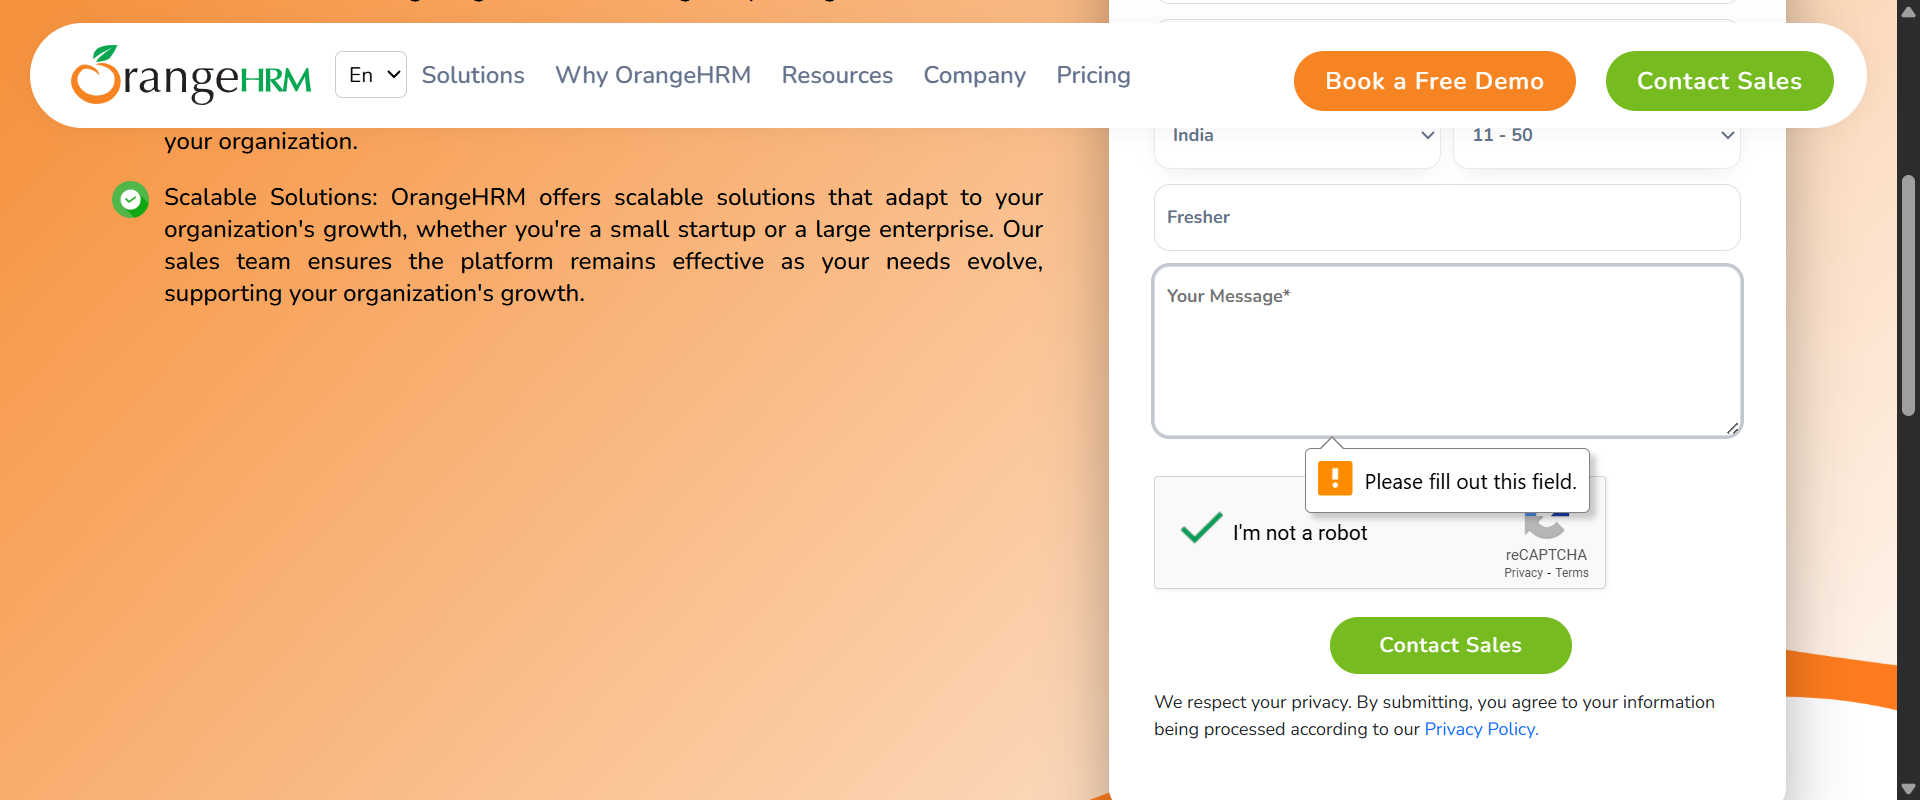 OrangeHRM
En
Solutions
Why OrangeHRM
Resources
Company
Pricing
Book a Free Demo
Contact Sales
your organization.
Scalable Solutions: OrangeHRM offers scalable solutions that adapt to your
organization's growth, whether you're a small startup or a large enterprise. Our
sales team ensures the platform remains effective as your needs evolve,
supporting your organization's growth.
India
11 - 50
Fresher
Your Message*
Please fill out this field.
I'm not a robot
reCAPTCHA
Privacy - Terms
Contact Sales
We respect your privacy. By submitting, you agree to your information
being processed according to our Privacy Policy.